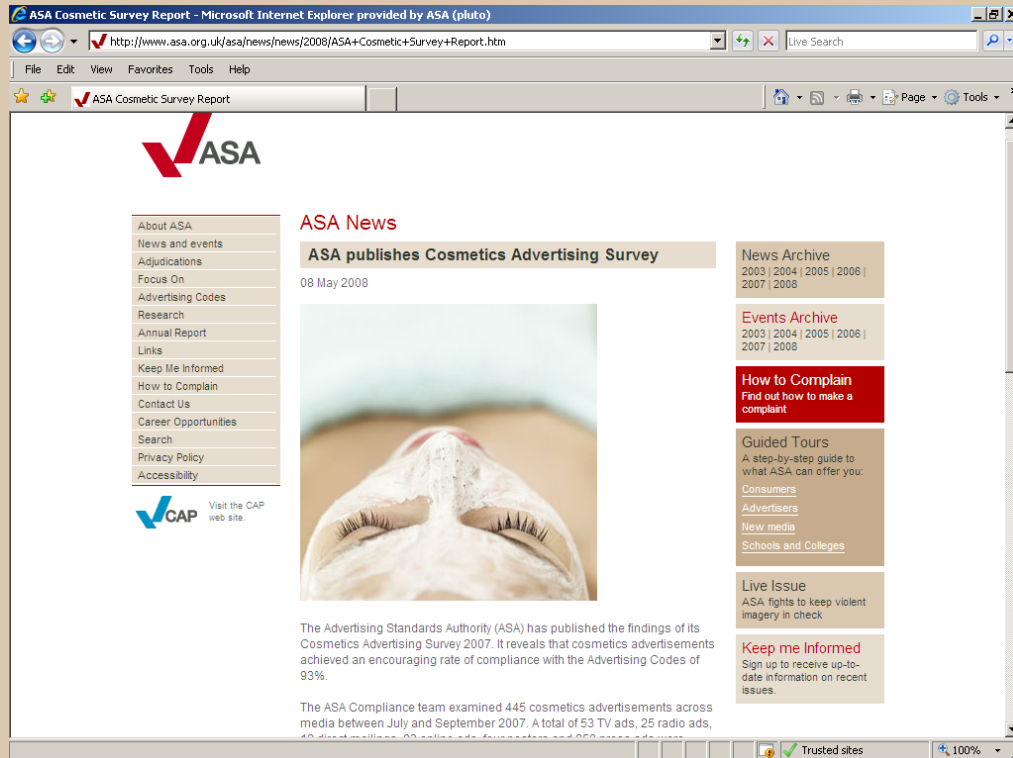 ASA Cosmetic Survey Report - Microsoft Internet Explorer provided by ASA (pluto)
http://www.asa.org.uk/asa/news/news/2008/ASA+Cosmetic+Survey+Report.htm
Live Search
File Edit View Favorites Tools Help
ASA Cosmetic Survey Report
Page Tools
ASA
About ASA
News and events
Adjudications
Focus On
Advertising Codes
Research
Annual Report
Links
Keep Me Informed
How to Complain
Contact Us
Career Opportunities
Search
Privacy Policy
Accessibility
CAP
Visit the CAP
web site.
ASA News
ASA publishes Cosmetics Advertising Survey
08 May 2008
The Advertising Standards Authority (ASA) has published the findings of its
Cosmetics Advertising Survey 2007. It reveals that cosmetics advertisements
achieved an encouraging rate of compliance with the Advertising Codes of
93%.
The ASA Compliance team examined 445 cosmetics advertisements across
media between July and September 2007. A total of 53 TV ads, 25 radio ads,
News Archive
2003 | 2004 | 2005 | 2006 |
2007 | 2008
Events Archive
2003 | 2004 | 2005 | 2006 |
2007 | 2008
How to Complain
Find out how to make a
complaint
Guided Tours
A step-by-step guide to
what ASA can offer you:
Consumers
Advertisers
New media
Schools and Colleges
Live Issue
ASA fights to keep violent
imagery in check
Keep me Informed
Sign up to receive up-to-
date information on recent
issues.
Trusted sites
100%